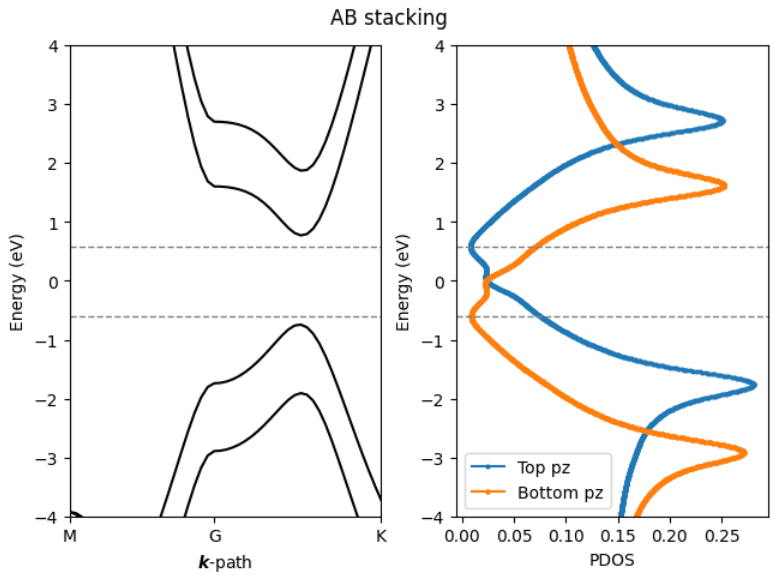 AB stacking
4
3
2
1
0
−1
−2
−3
−4
Energy (eV)
M
G
K
k-path
4
3
2
1
0
−1
−2
−3
−4
Energy (eV)
Top pz
Bottom pz
0.00
0.05
0.10
0.15
0.20
0.25
PDOS